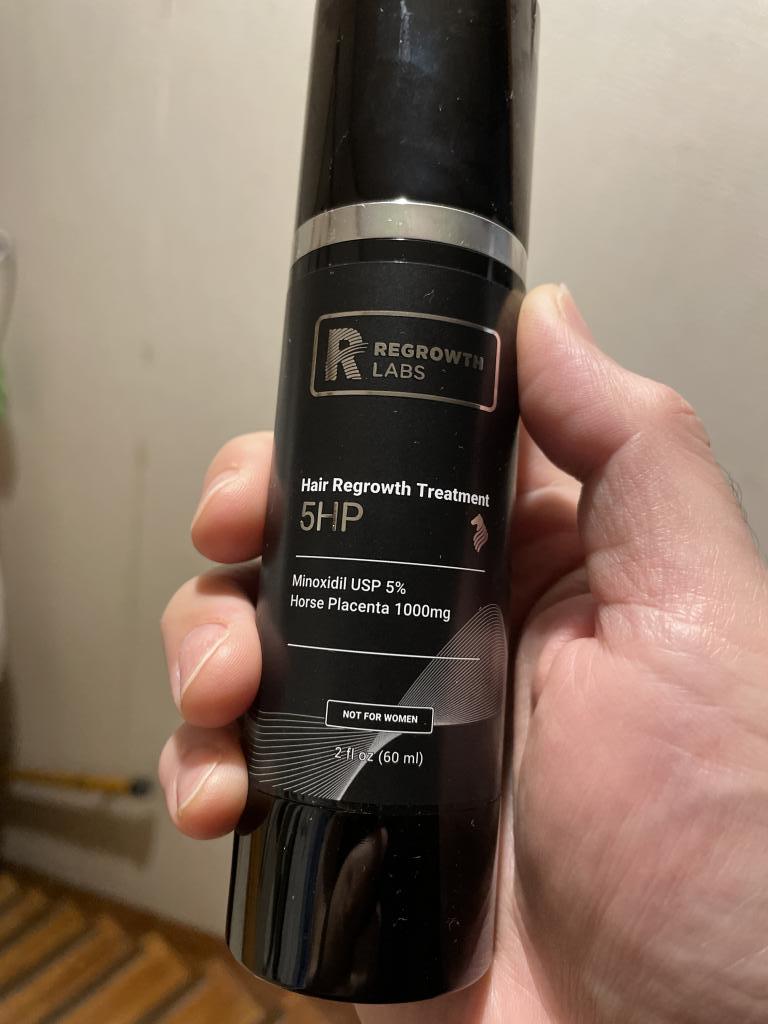 REGROWTH
LABS
Hair Regrowth Treatment
5HP
Minoxidil USP 5%
Horse Placenta 1000mg
NOT FOR WOMEN
2 fl oz (60 ml)